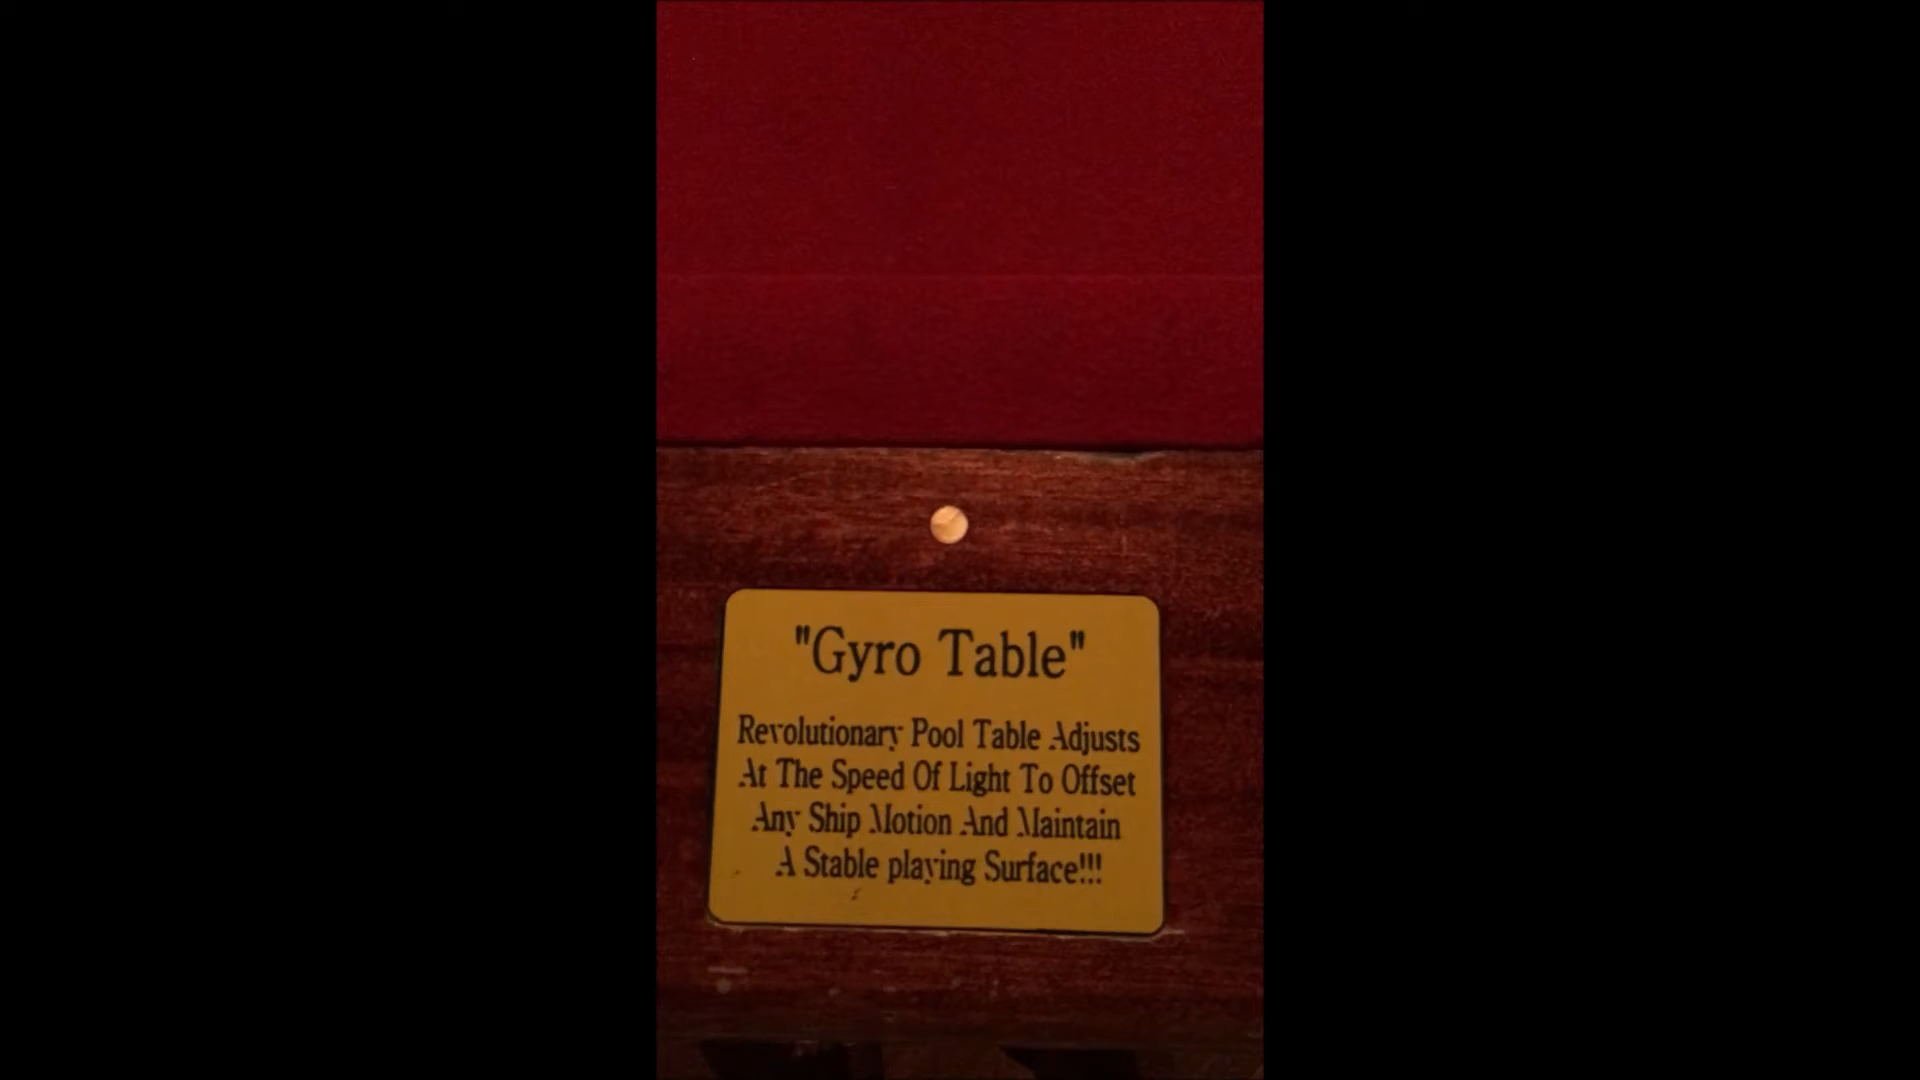 "Gyro Table"
Revolutionary Pool Table Adjusts
At The Speed Of Light To Offset
Any Ship Motion And Maintain
A Stable playing Surface!!!